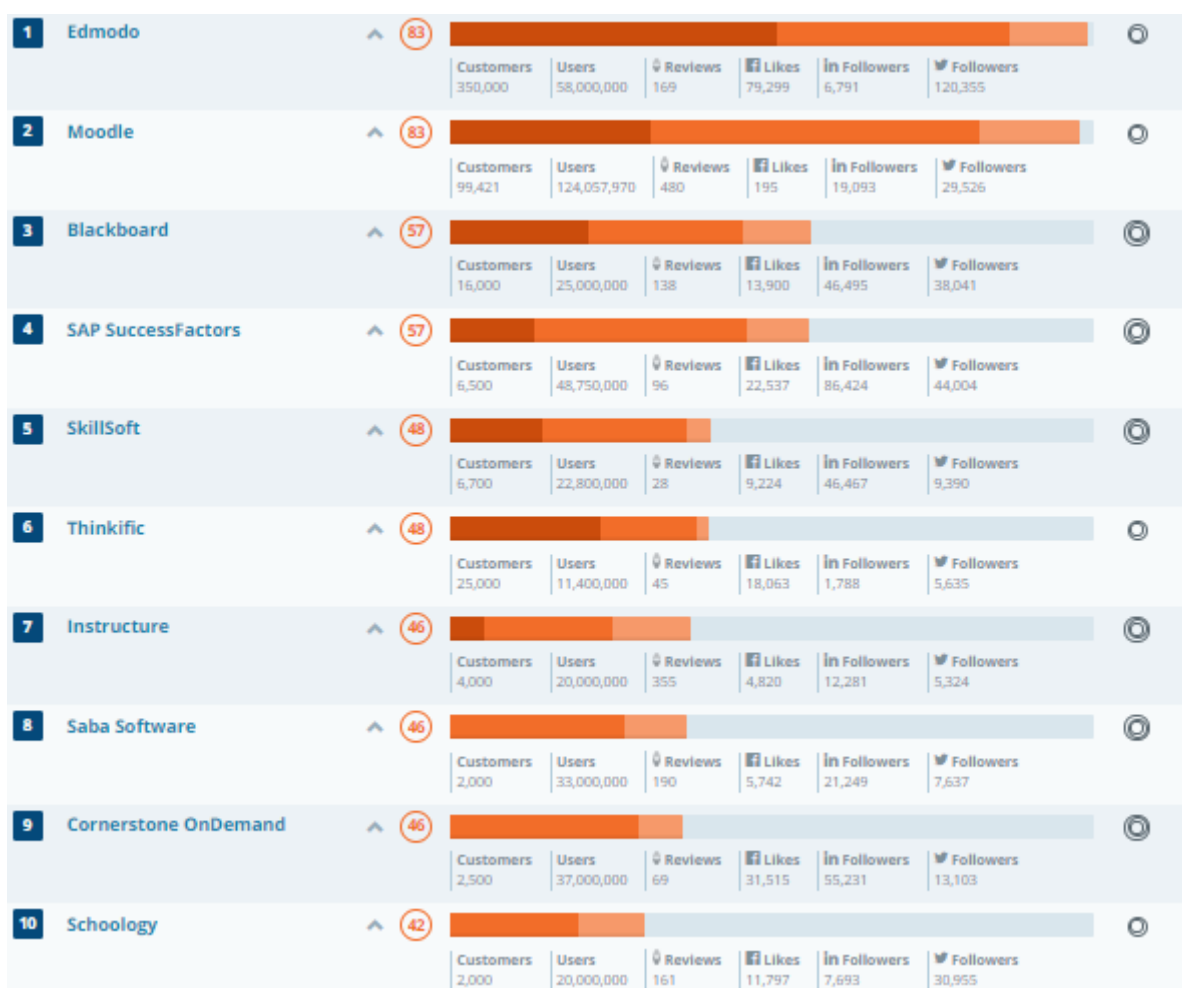 1 Edmodo 83
Customers Users Reviews Likes in Followers Followers
350,000 58,000,000 169 79,299 6,791 120,355
2 Moodle 83
Customers Users Reviews Likes in Followers Followers
99,421 124,057,970 480 195 19,093 29,526
3 Blackboard 57
Customers Users Reviews Likes in Followers Followers
16,000 25,000,000 138 13,900 46,495 38,041
4 SAP SuccessFactors 57
Customers Users Reviews Likes in Followers Followers
6,500 48,750,000 96 22,537 86,424 44,004
5 SkillSoft 48
Customers Users Reviews Likes in Followers Followers
6,700 22,800,000 28 9,224 46,467 9,390
6 Thinkific 48
Customers Users Reviews Likes in Followers Followers
25,000 11,400,000 45 18,063 1,788 5,635
7 Instructure 46
Customers Users Reviews Likes in Followers Followers
4,000 20,000,000 355 4,820 12,281 5,324
8 Saba Software 46
Customers Users Reviews Likes in Followers Followers
2,000 33,000,000 190 5,742 21,249 7,637
9 Cornerstone OnDemand 46
Customers Users Reviews Likes in Followers Followers
2,500 37,000,000 69 31,515 55,231 13,103
10 Schoology 42
Customers Users Reviews Likes in Followers Followers
2,000 20,000,000 161 11,797 7,693 30,955